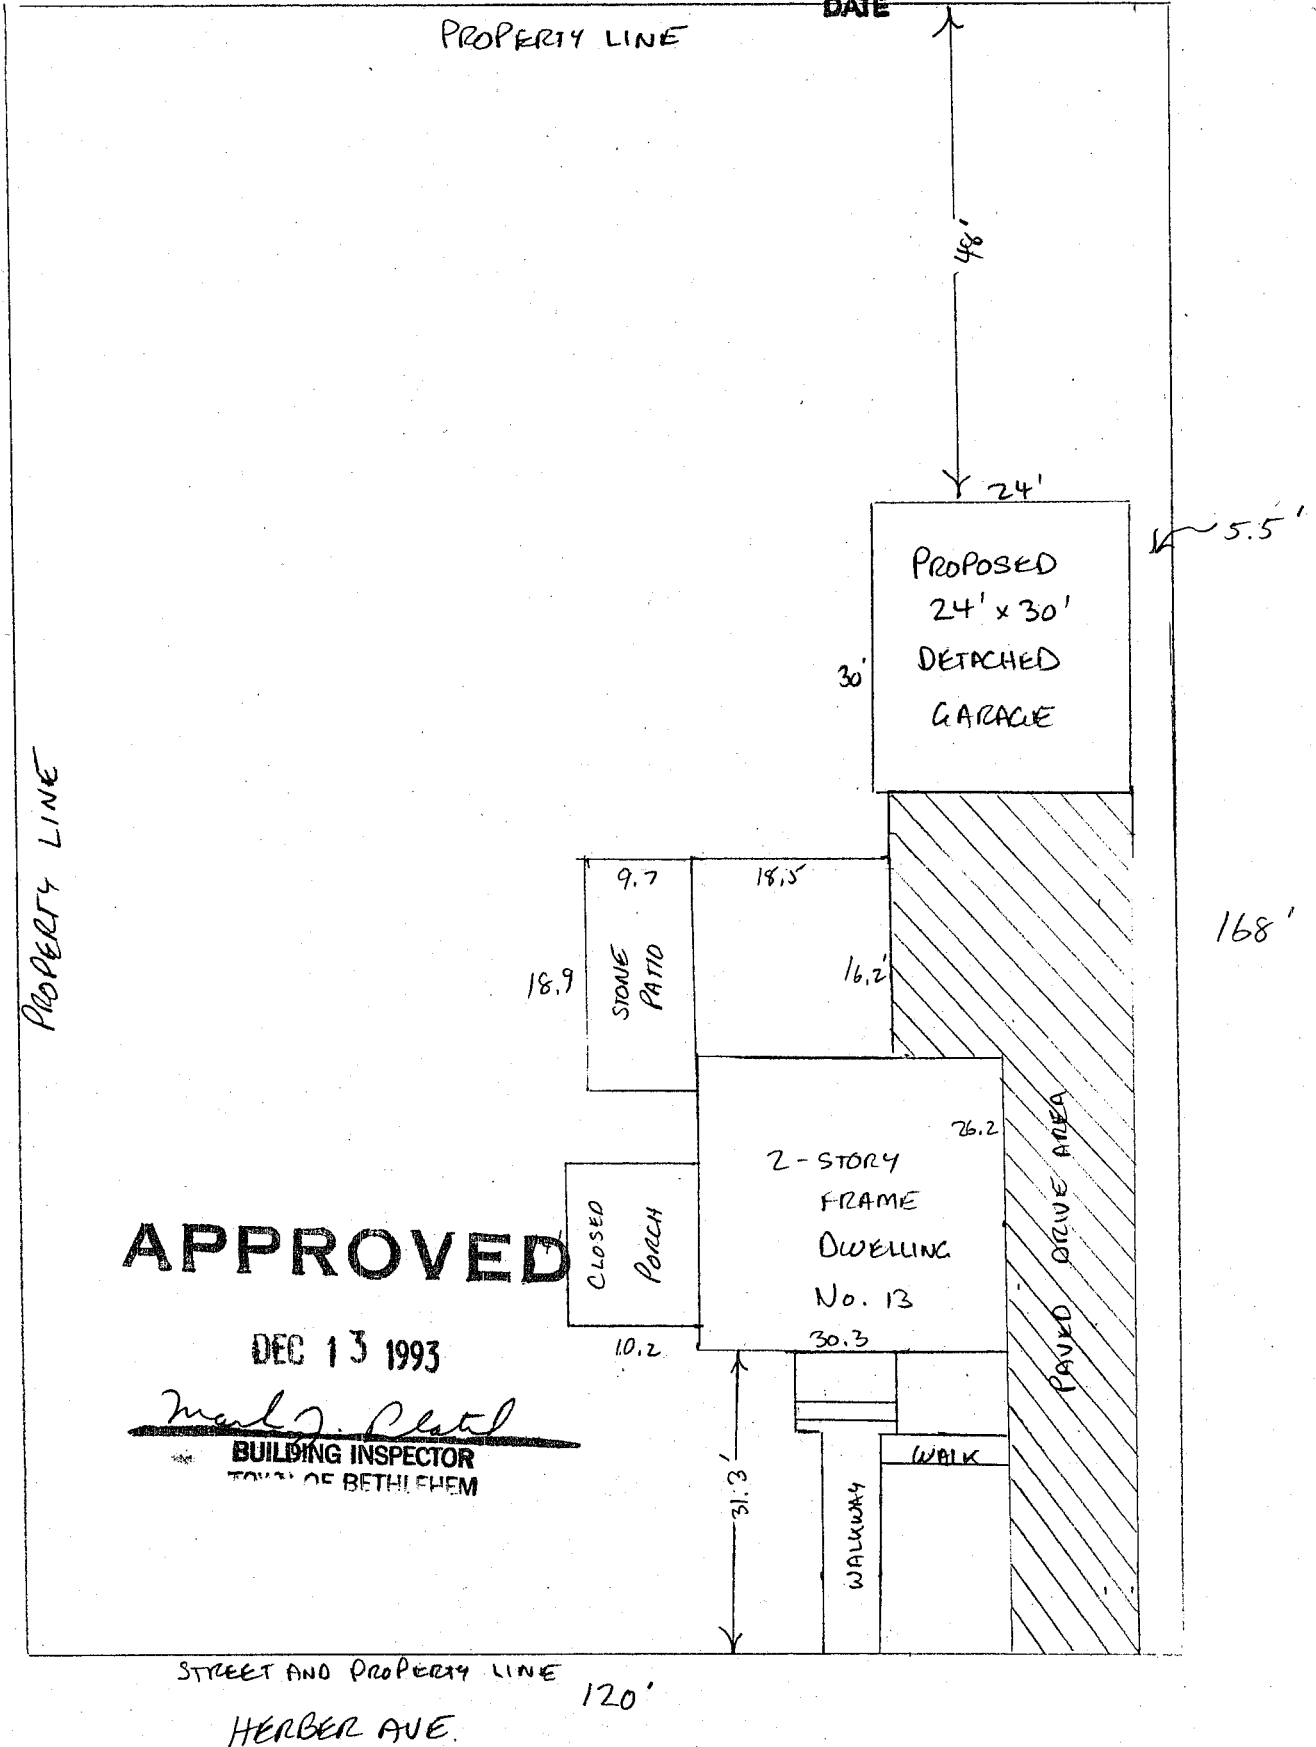 DATE
PROPERTY LINE
48'
24'
5.5'
PROPOSED
24' x 30'
DETACHED
GARAGE
30'
PROPERTY LINE
168'
9.7
18.5
18.9
STONE
PATIO
16.2'
26.2
2-STORY
FRAME
DWELLING
No. 13
30.3
PAVED DRIVE AREA
CLOSED
PORCH
10.2
APPROVED
DEC 13 1993
BUILDING INSPECTOR
TOWN OF BETHLEHEM
31.3'
WALK
WALKWAY
STREET AND PROPERTY LINE
120'
HERBER AVE.